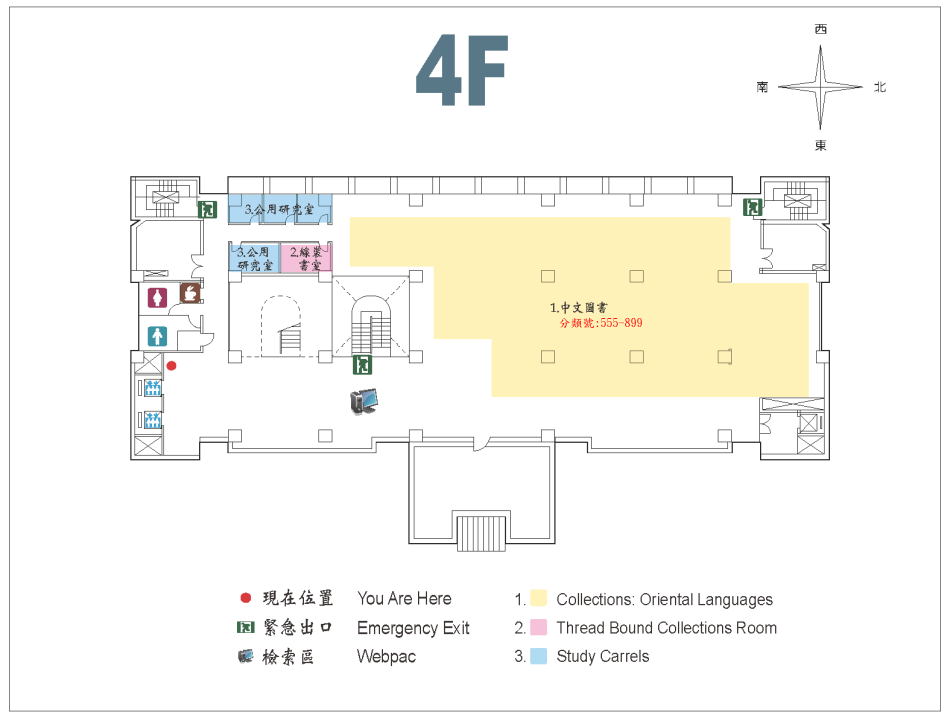 4F
西
南
北
東
3.公用研究室
3.公用
研究室
2.線裝
書室
1.中文圖書
分類號:555-899
現在位置 You Are Here
緊急出口 Emergency Exit
檢索區 Webpac
1. Collections: Oriental Languages
2. Thread Bound Collections Room
3. Study Carrels